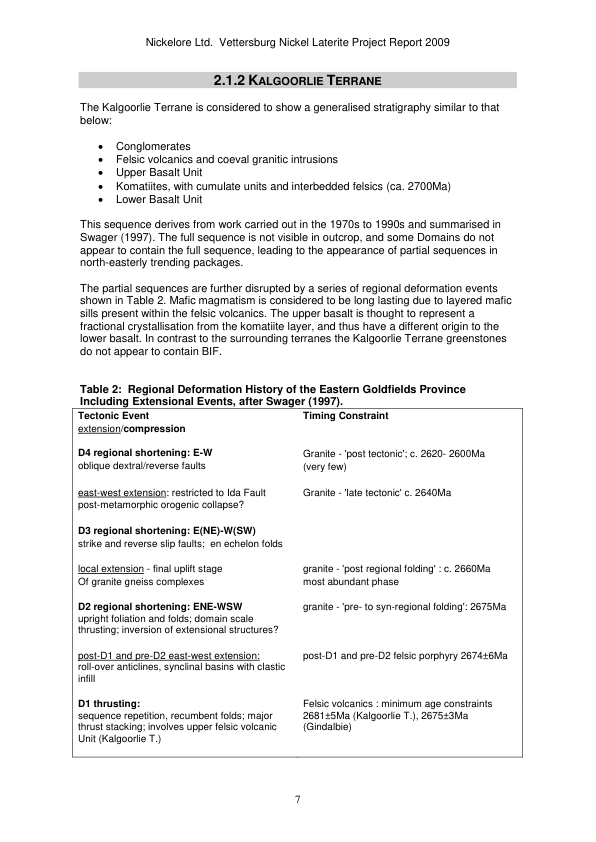 Nickelore Ltd.  Vettersburg Nickel Laterite Project Report 2009
2.1.2 KALGOORLIE TERRANE
The Kalgoorlie Terrane is considered to show a generalised stratigraphy similar to that
below:
• Conglomerates
• Felsic volcanics and coeval granitic intrusions
• Upper Basalt Unit
• Komatiites, with cumulate units and interbedded felsics (ca. 2700Ma)
• Lower Basalt Unit
This sequence derives from work carried out in the 1970s to 1990s and summarised in
Swager (1997). The full sequence is not visible in outcrop, and some Domains do not
appear to contain the full sequence, leading to the appearance of partial sequences in
north-easterly trending packages.
The partial sequences are further disrupted by a series of regional deformation events
shown in Table 2. Mafic magmatism is considered to be long lasting due to layered mafic
sills present within the felsic volcanics. The upper basalt is thought to represent a
fractional crystallisation from the komatiite layer, and thus have a different origin to the
lower basalt. In contrast to the surrounding terranes the Kalgoorlie Terrane greenstones
do not appear to contain BIF.
Table 2:  Regional Deformation History of the Eastern Goldfields Province
Including Extensional Events, after Swager (1997).
Tectonic Event Timing Constraint
extension/compression
D4 regional shortening: E-W Granite - 'post tectonic'; c. 2620- 2600Ma
oblique dextral/reverse faults (very few)
east-west extension: restricted to Ida Fault Granite - 'late tectonic' c. 2640Ma
post-metamorphic orogenic collapse?
D3 regional shortening: E(NE)-W(SW)
strike and reverse slip faults;  en echelon folds
local extension - final uplift stage granite - 'post regional folding' : c. 2660Ma
Of granite gneiss complexes most abundant phase
D2 regional shortening: ENE-WSW granite - 'pre- to syn-regional folding': 2675Ma
upright foliation and folds; domain scale
thrusting; inversion of extensional structures?
post-D1 and pre-D2 east-west extension: post-D1 and pre-D2 felsic porphyry 2674±6Ma
roll-over anticlines, synclinal basins with clastic
infill
D1 thrusting: Felsic volcanics : minimum age constraints
sequence repetition, recumbent folds; major 2681±5Ma (Kalgoorlie T.), 2675±3Ma
thrust stacking; involves upper felsic volcanic (Gindalbie)
Unit (Kalgoorlie T.)
7